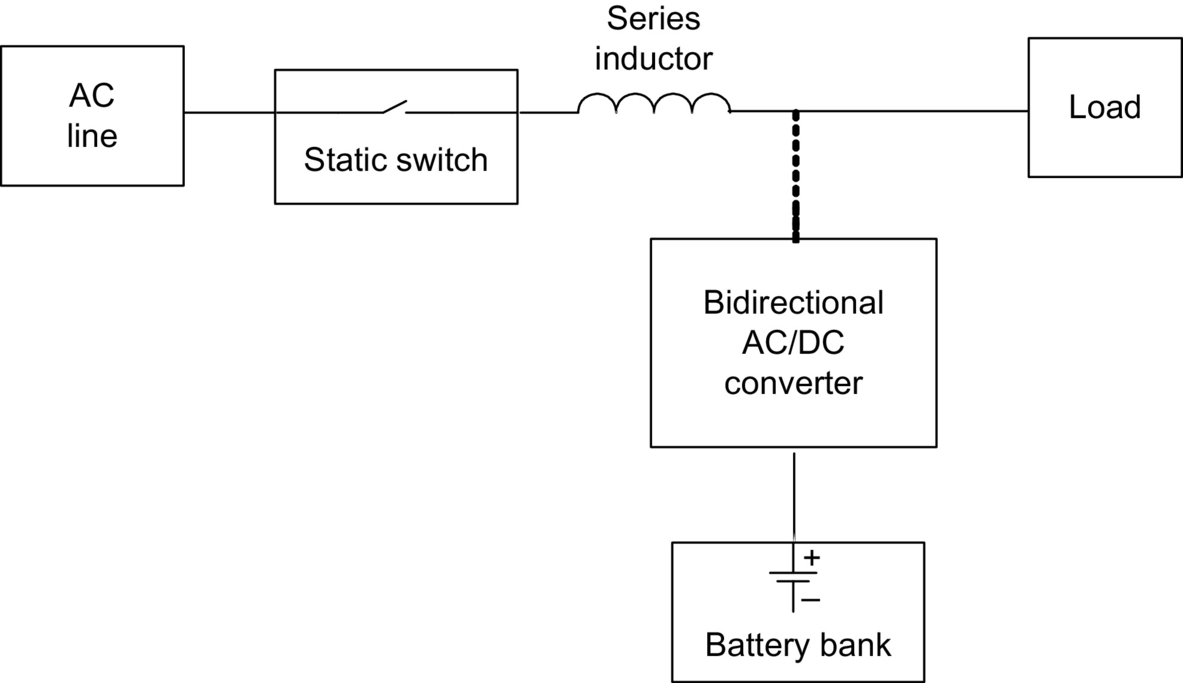 Series
inductor
AC
line
Static switch
Load
Bidirectional
AC/DC
converter
+
−
Battery bank